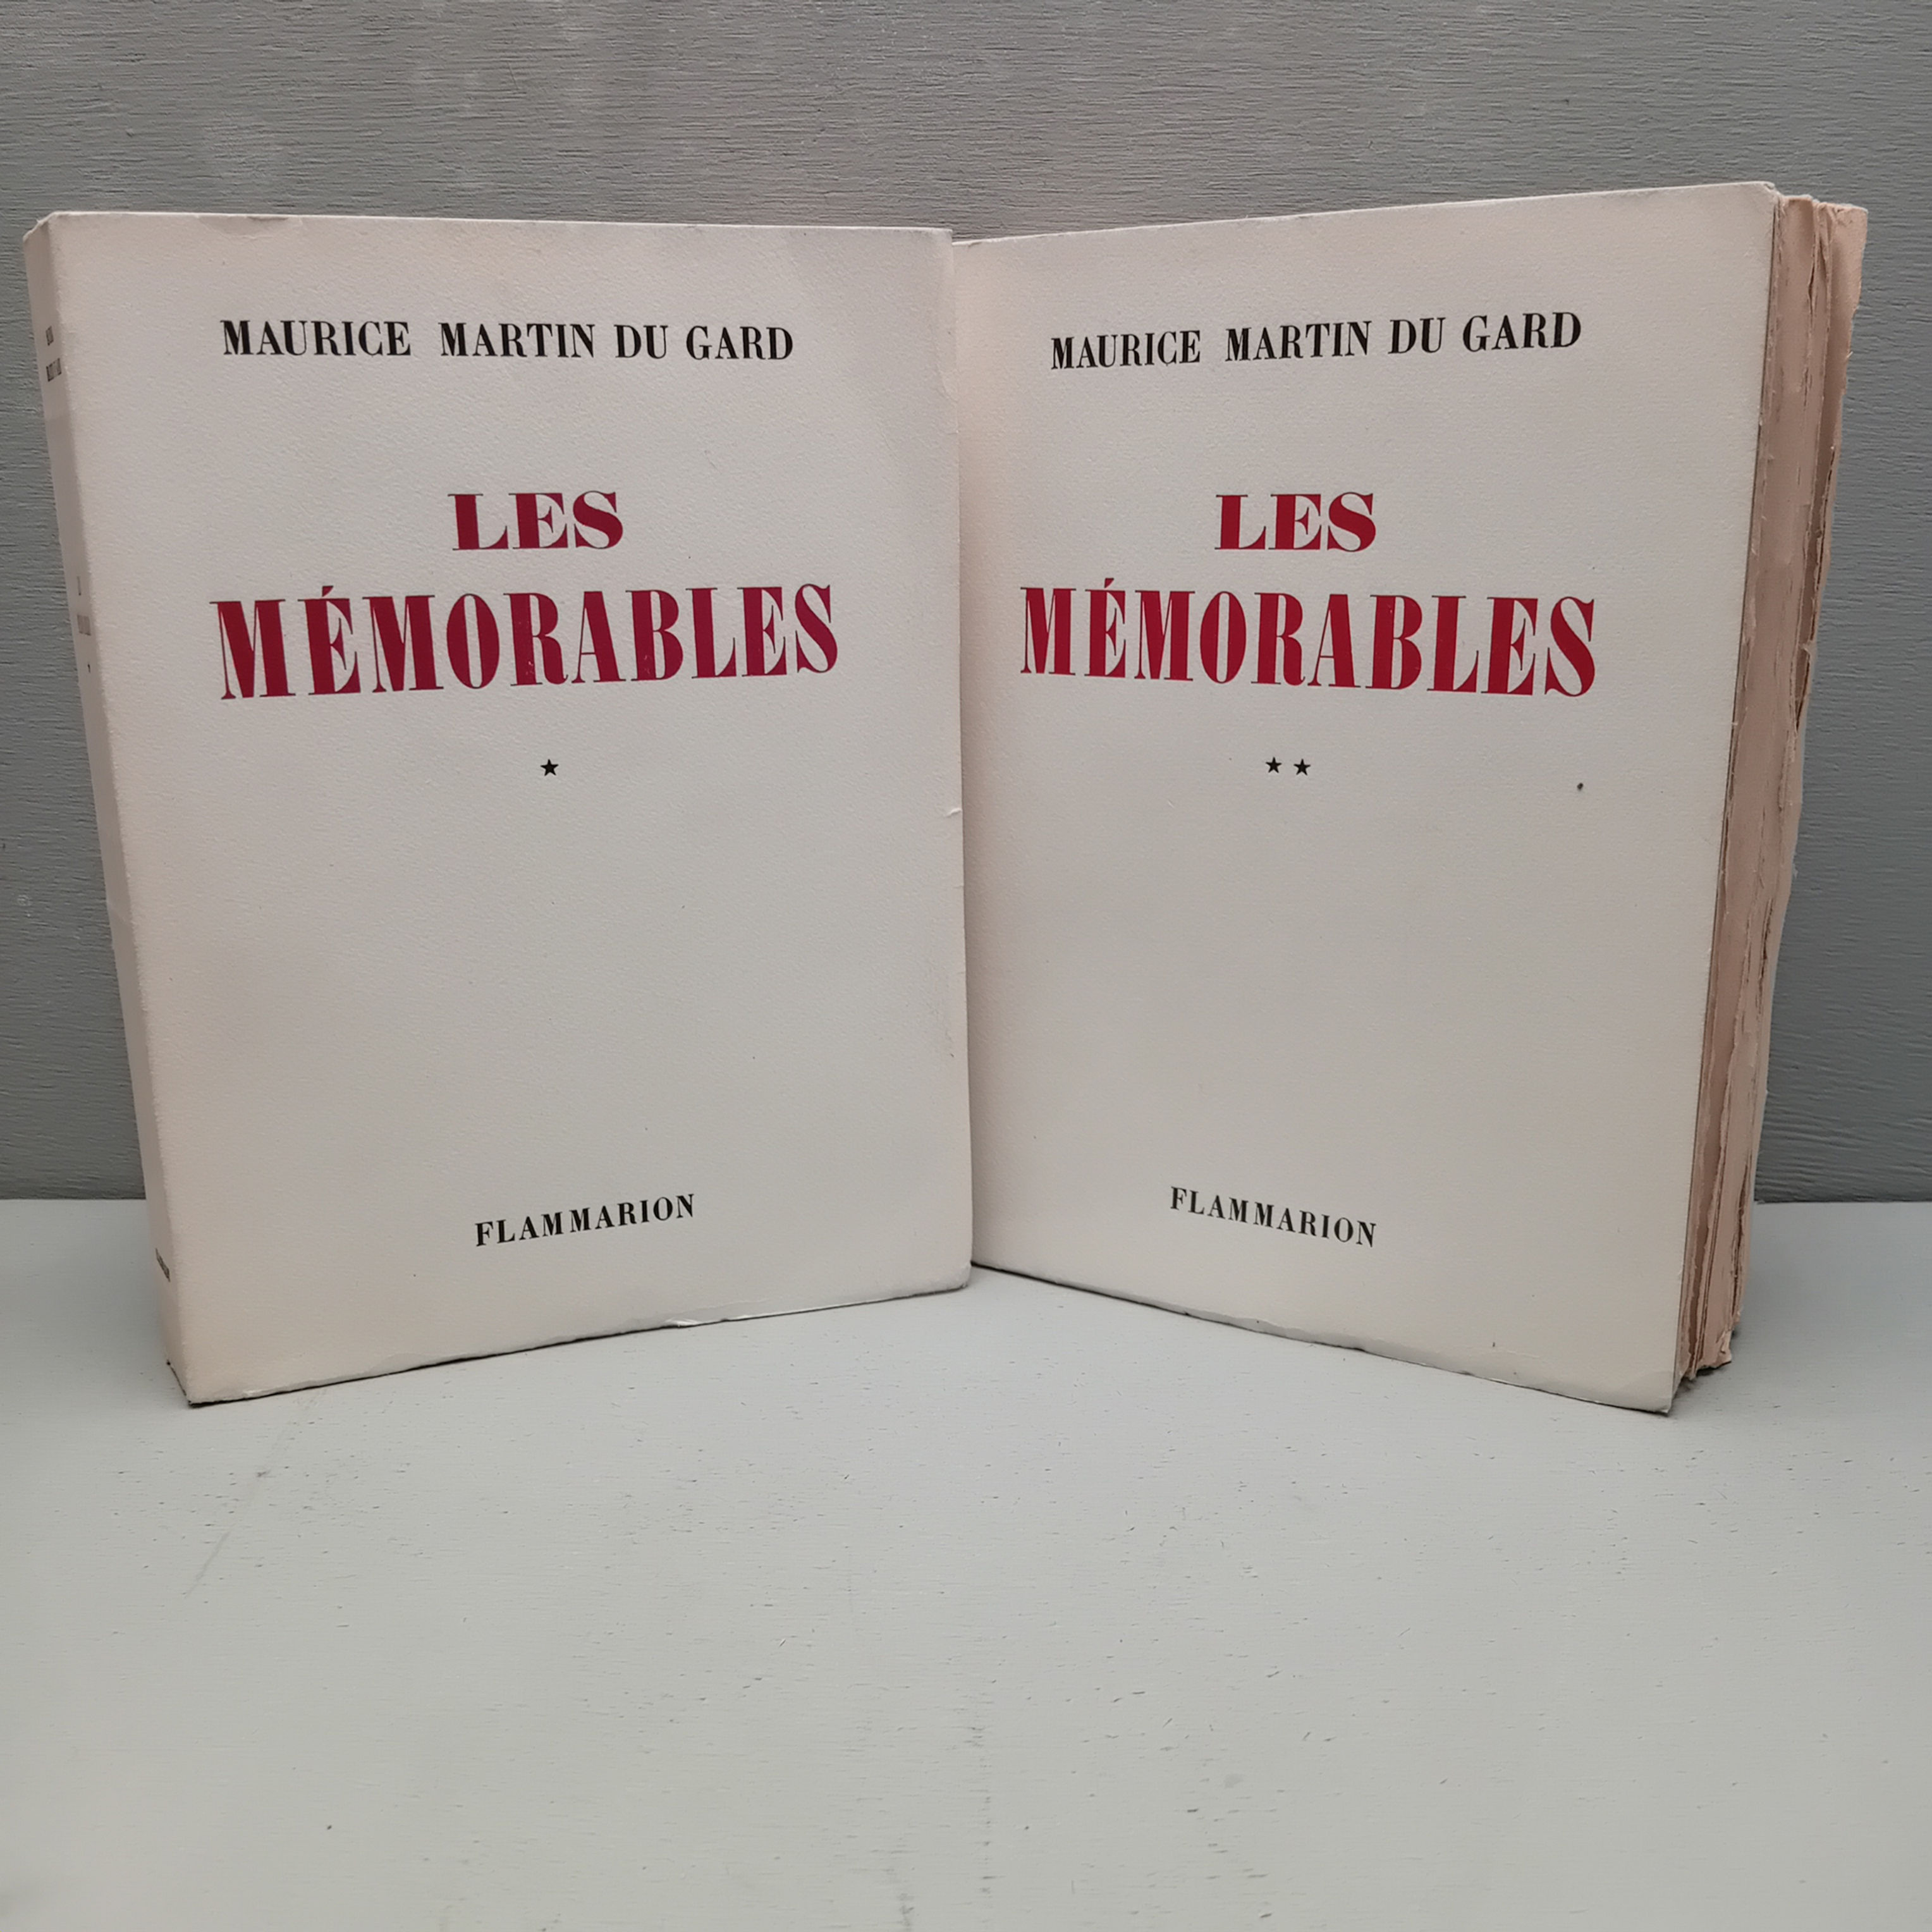 MAURICE MARTIN DU GARD
LES
MÉMORABLES
★
FLAMMARION
MAURICE MARTIN DU GARD
LES
MÉMORABLES
★ ★
FLAMMARION